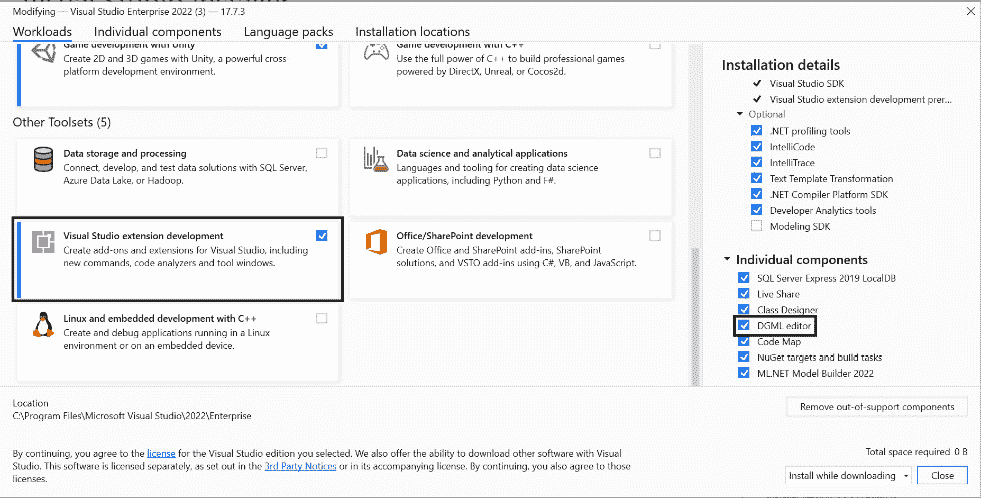 Modifying — Visual Studio Enterprise 2022 (3) — 17.7.3
Workloads
Individual components
Language packs
Installation locations
Game development with Unity
Create 2D and 3D games with Unity, a powerful cross
platform development environment.
Game development with C++
Use the full power of C++ to build professional games
powered by DirectX, Unreal, or Cocos2d.
Other Toolsets (5)
Data storage and processing
Connect, develop, and test data solutions with SQL Server,
Azure Data Lake, or Hadoop.
Data science and analytical applications
Languages and tooling for creating data science
applications, including Python and F#.
Visual Studio extension development
Create add-ons and extensions for Visual Studio, including
new commands, code analyzers and tool windows.
Office/SharePoint development
Create Office and SharePoint add-ins, SharePoint
solutions, and VSTO add-ins using C#, VB, and JavaScript.
Linux and embedded development with C++
Create and debug applications running in a Linux
environment or on an embedded device.
Installation details
Visual Studio SDK
Visual Studio extension development prer...
Optional
.NET profiling tools
IntelliCode
IntelliTrace
Text Template Transformation
.NET Compiler Platform SDK
Developer Analytics tools
Modeling SDK
Individual components
SQL Server Express 2019 LocalDB
Live Share
Class Designer
DGML editor
Code Map
NuGet targets and build tasks
ML.NET Model Builder 2022
Location
C:\Program Files\Microsoft Visual Studio\2022\Enterprise
Remove out-of-support components
By continuing, you agree to the license for the Visual Studio edition you selected. We also offer the ability to download other software with Visual
Studio. This software is licensed separately, as set out in the 3rd Party Notices or in its accompanying license. By continuing, you also agree to those
licenses.
Total space required 0 B
Install while downloading
Close